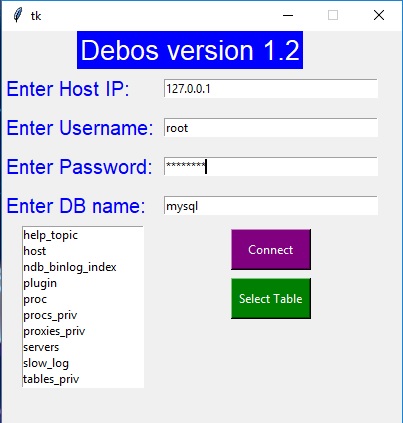 tk
Debos version 1.2
Enter Host IP: 127.0.0.1
Enter Username: root
Enter Password: ********
Enter DB name: mysql
help_topic
host
ndb_binlog_index
plugin
proc
procs_priv
proxies_priv
servers
slow_log
tables_priv
Connect
Select Table